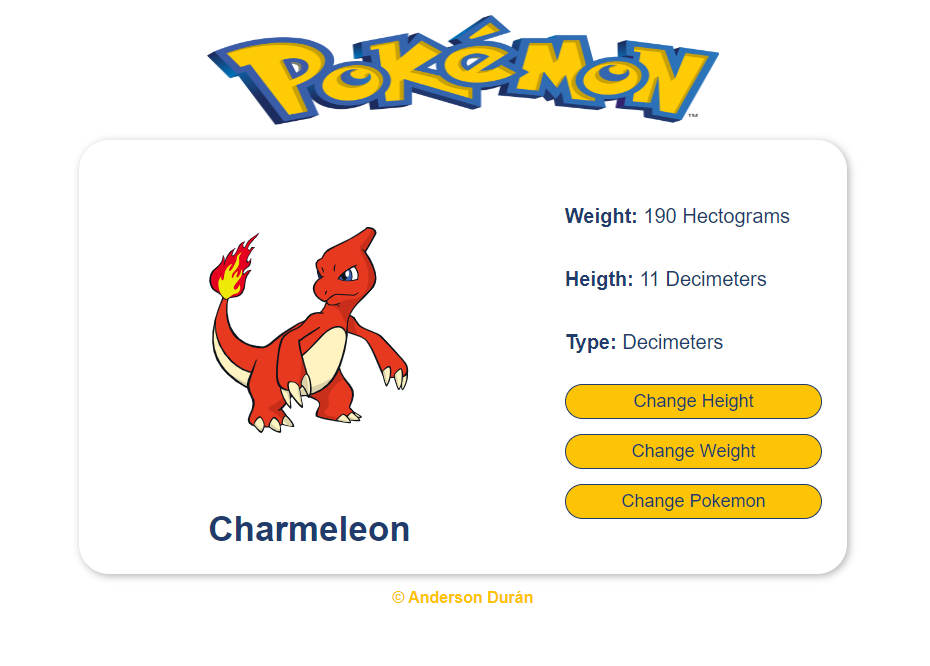 POKéMON
™
Weight: 190 Hectograms
Heigth: 11 Decimeters
Type: Decimeters
Change Height
Change Weight
Change Pokemon
Charmeleon
© Anderson Durán